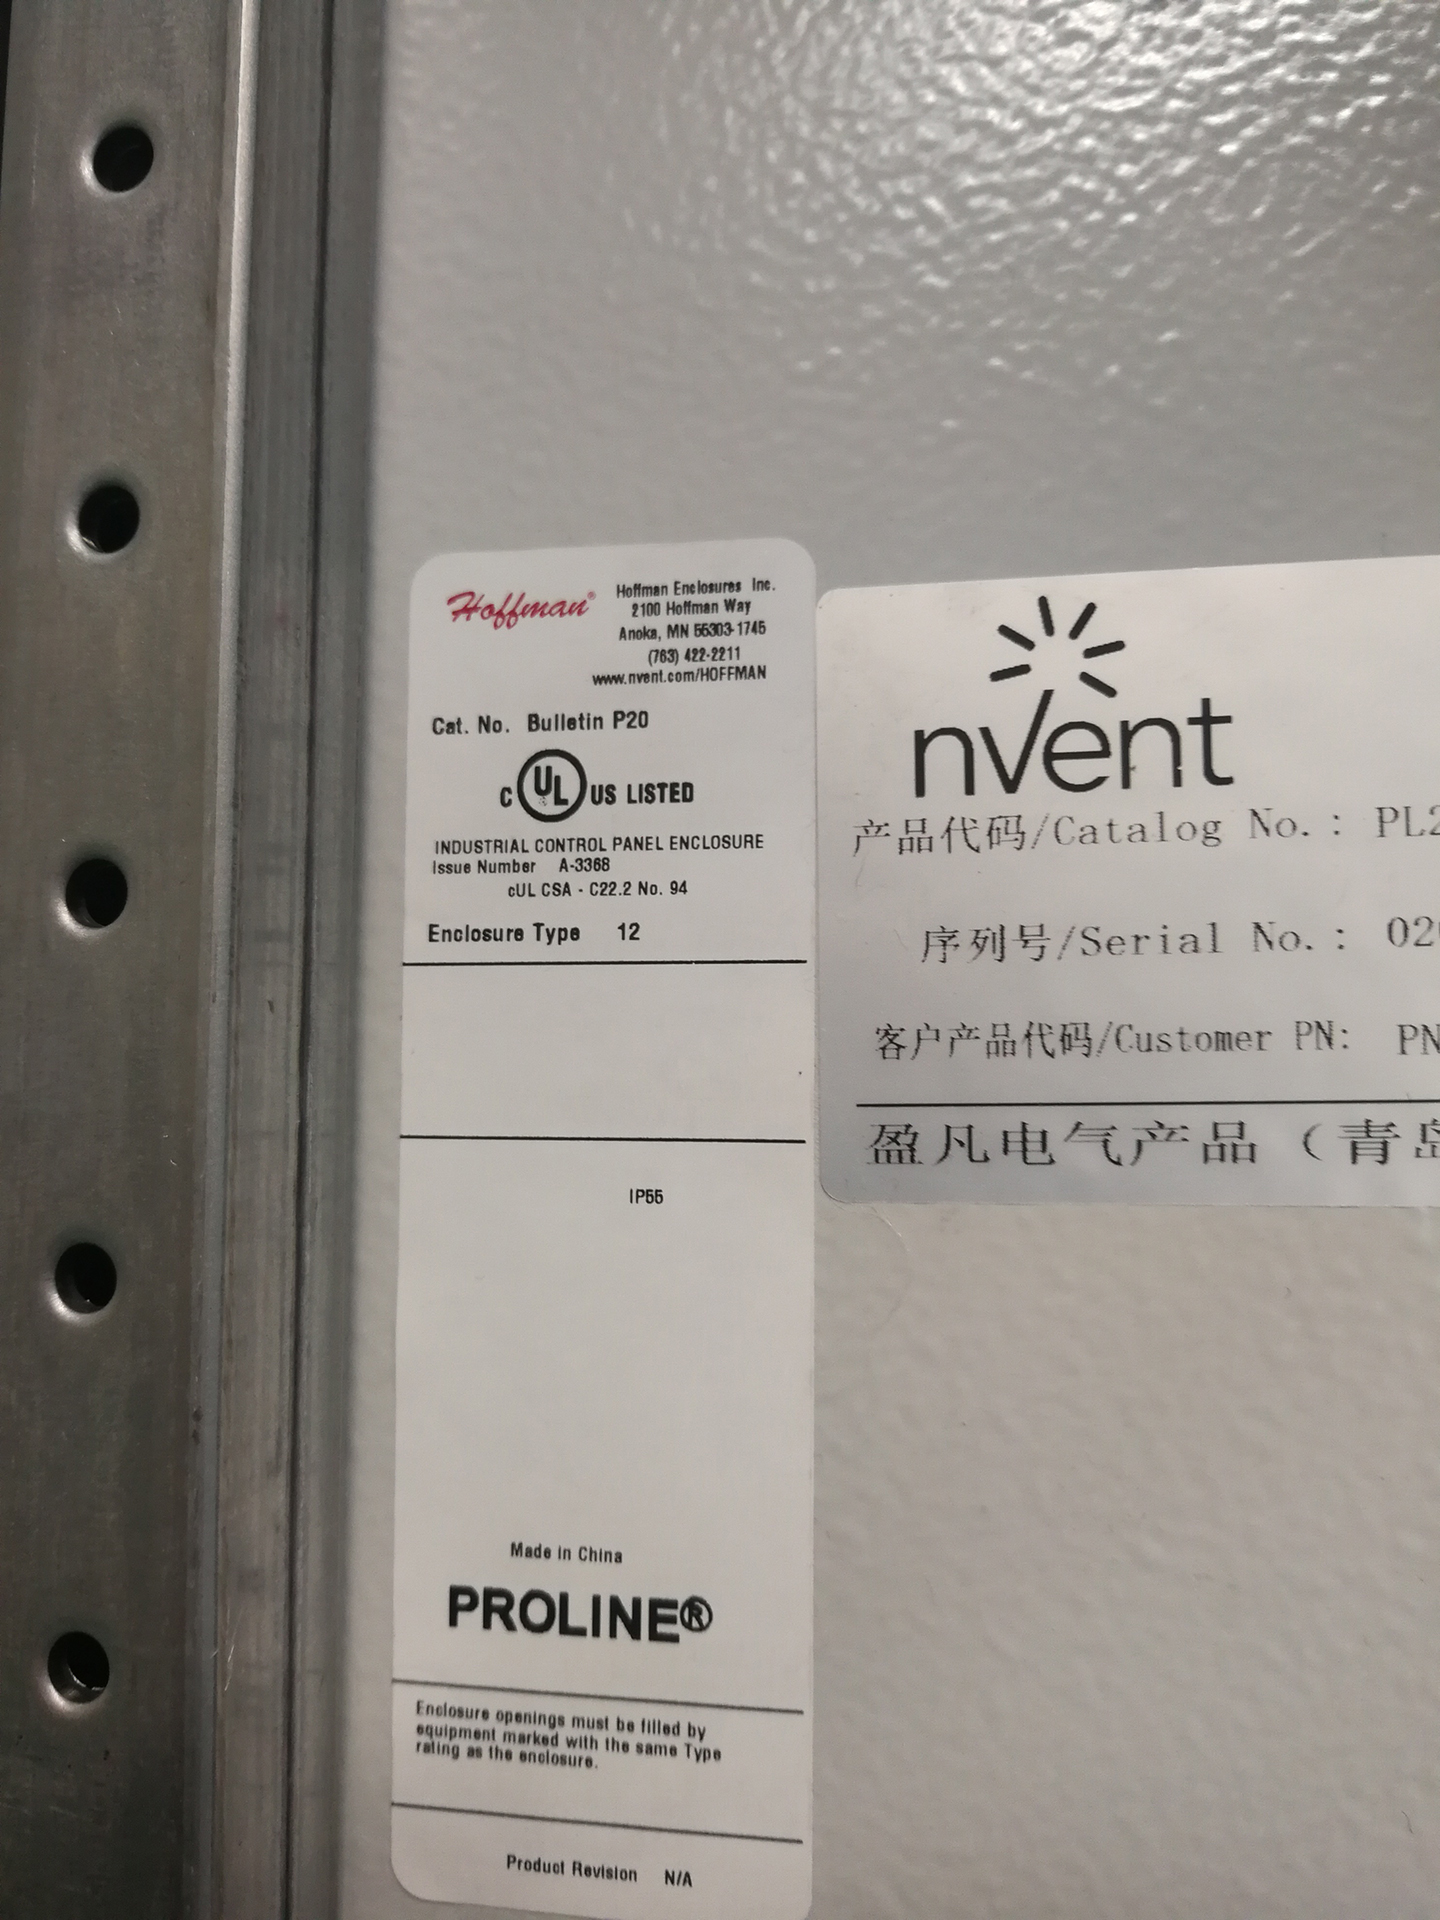 Hoffman®
Hoffman Enclosures Inc.
2100 Hoffman Way
Anoka, MN 55303-1745
(763) 422-2211
www.nvent.com/HOFFMAN
Cat. No. Bulletin P20
C UL US LISTED
INDUSTRIAL CONTROL PANEL ENCLOSURE
Issue Number A-3368
cUL CSA - C22.2 No. 94
Enclosure Type 12
IP55
Made in China
PROLINE®
Enclosure openings must be filled by
equipment marked with the same Type
rating as the enclosure.
Product Revision N/A
nVent
产品代码/Catalog No.: PL2
序列号/Serial No.: 02
客户产品代码/Customer PN: PN
盈凡电气产品（青